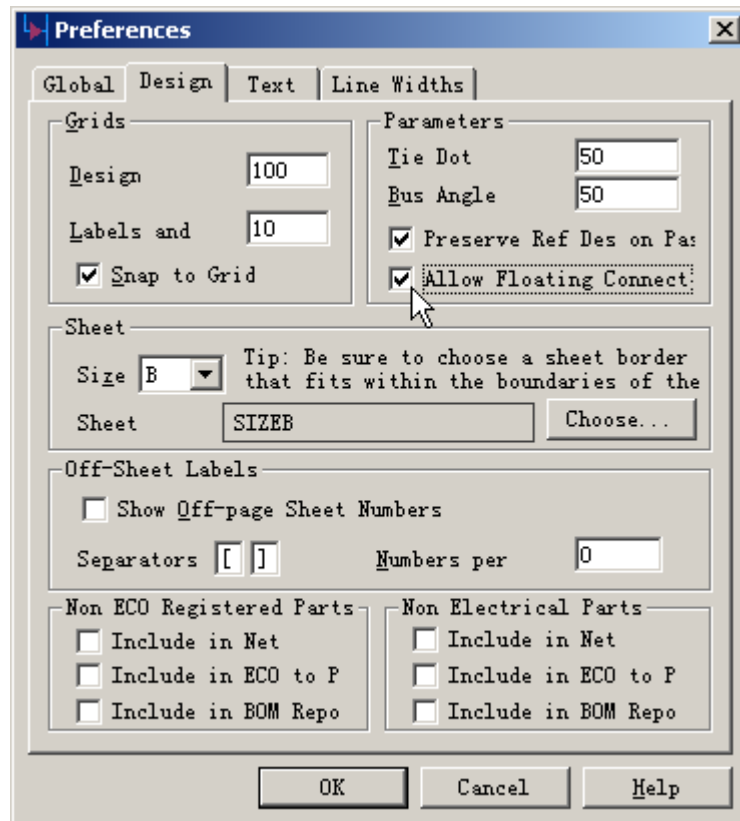 Preferences
Global Design Text Line Widths
Grids
Design 100
Labels and 10
Snap to Grid
Parameters
Tie Dot 50
Bus Angle 50
Preserve Ref Des on Pas
Allow Floating Connect
Sheet
Size B
Tip: Be sure to choose a sheet border
that fits within the boundaries of the
Sheet SIZEB Choose...
Off-Sheet Labels
Show Off-page Sheet Numbers
Separators [ ] Numbers per 0
Non ECO Registered Parts
Include in Net
Include in ECO to P
Include in BOM Repo
Non Electrical Parts
Include in Net
Include in ECO to P
Include in BOM Repo
OK Cancel Help